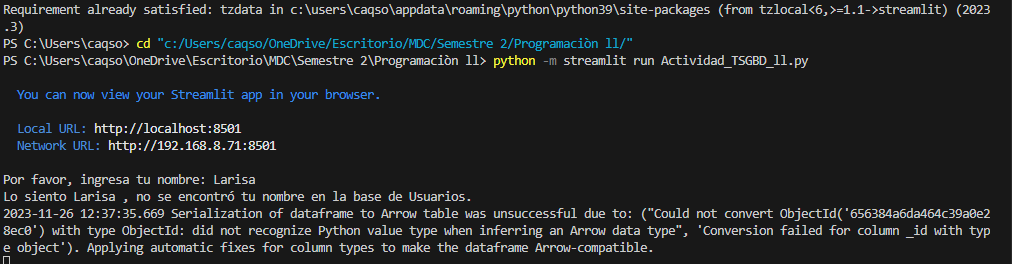 Requirement already satisfied: tzdata in c:\users\caqso\appdata\roaming\python\python39\site-packages (from tzlocal<6,>=1.1->streamlit) (2023
.3)
PS C:\Users\caqso> cd "c:/Users/caqso/OneDrive/Escritorio/MDC/Semestre 2/Programaciòn ll/"
PS C:\Users\caqso\OneDrive\Escritorio\MDC\Semestre 2\Programaciòn ll> python -m streamlit run Actividad_TSGBD_ll.py
You can now view your Streamlit app in your browser.
Local URL: http://localhost:8501
Network URL: http://192.168.8.71:8501
Por favor, ingresa tu nombre: Larisa
Lo siento Larisa , no se encontró tu nombre en la base de Usuarios.
2023-11-26 12:37:35.669 Serialization of dataframe to Arrow table was unsuccessful due to: ("Could not convert ObjectId('656384a6da464c39a0e2
8ec0') with type ObjectId: did not recognize Python value type when inferring an Arrow data type", 'Conversion failed for column _id with typ
e object'). Applying automatic fixes for column types to make the dataframe Arrow-compatible.